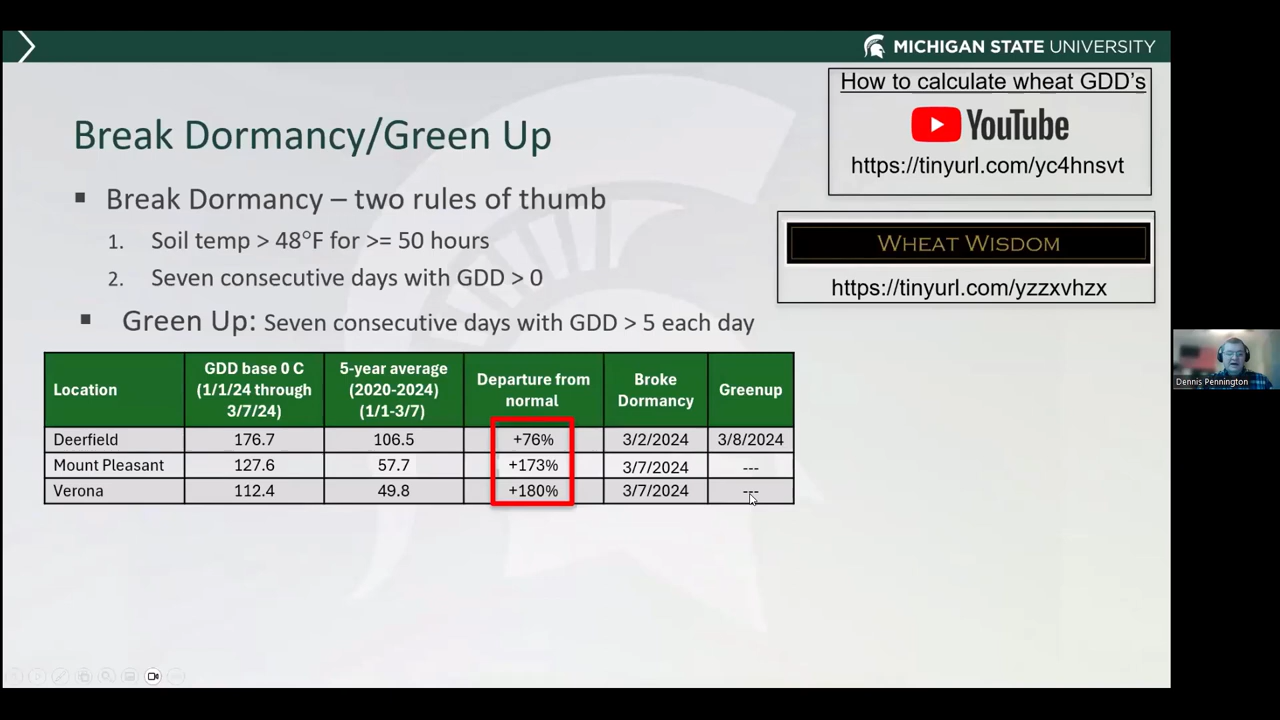 MICHIGAN STATE UNIVERSITY
How to calculate wheat GDD's
YouTube
https://tinyurl.com/yc4hnsvt
Break Dormancy/Green Up
Break Dormancy – two rules of thumb
1. Soil temp > 48°F for >= 50 hours
2. Seven consecutive days with GDD > 0
WHEAT WISDOM
https://tinyurl.com/yzzxvhzx
Green Up: Seven consecutive days with GDD > 5 each day
Location
GDD base 0 C
(1/1/24 through
3/7/24)
5-year average
(2020-2024)
(1/1-3/7)
Departure from
normal
Broke
Dormancy
Greenup
Deerfield 176.7 106.5 +76% 3/2/2024 3/8/2024
Mount Pleasant 127.6 57.7 +173% 3/7/2024 ---
Verona 112.4 49.8 +180% 3/7/2024 ---
Dennis Pennington